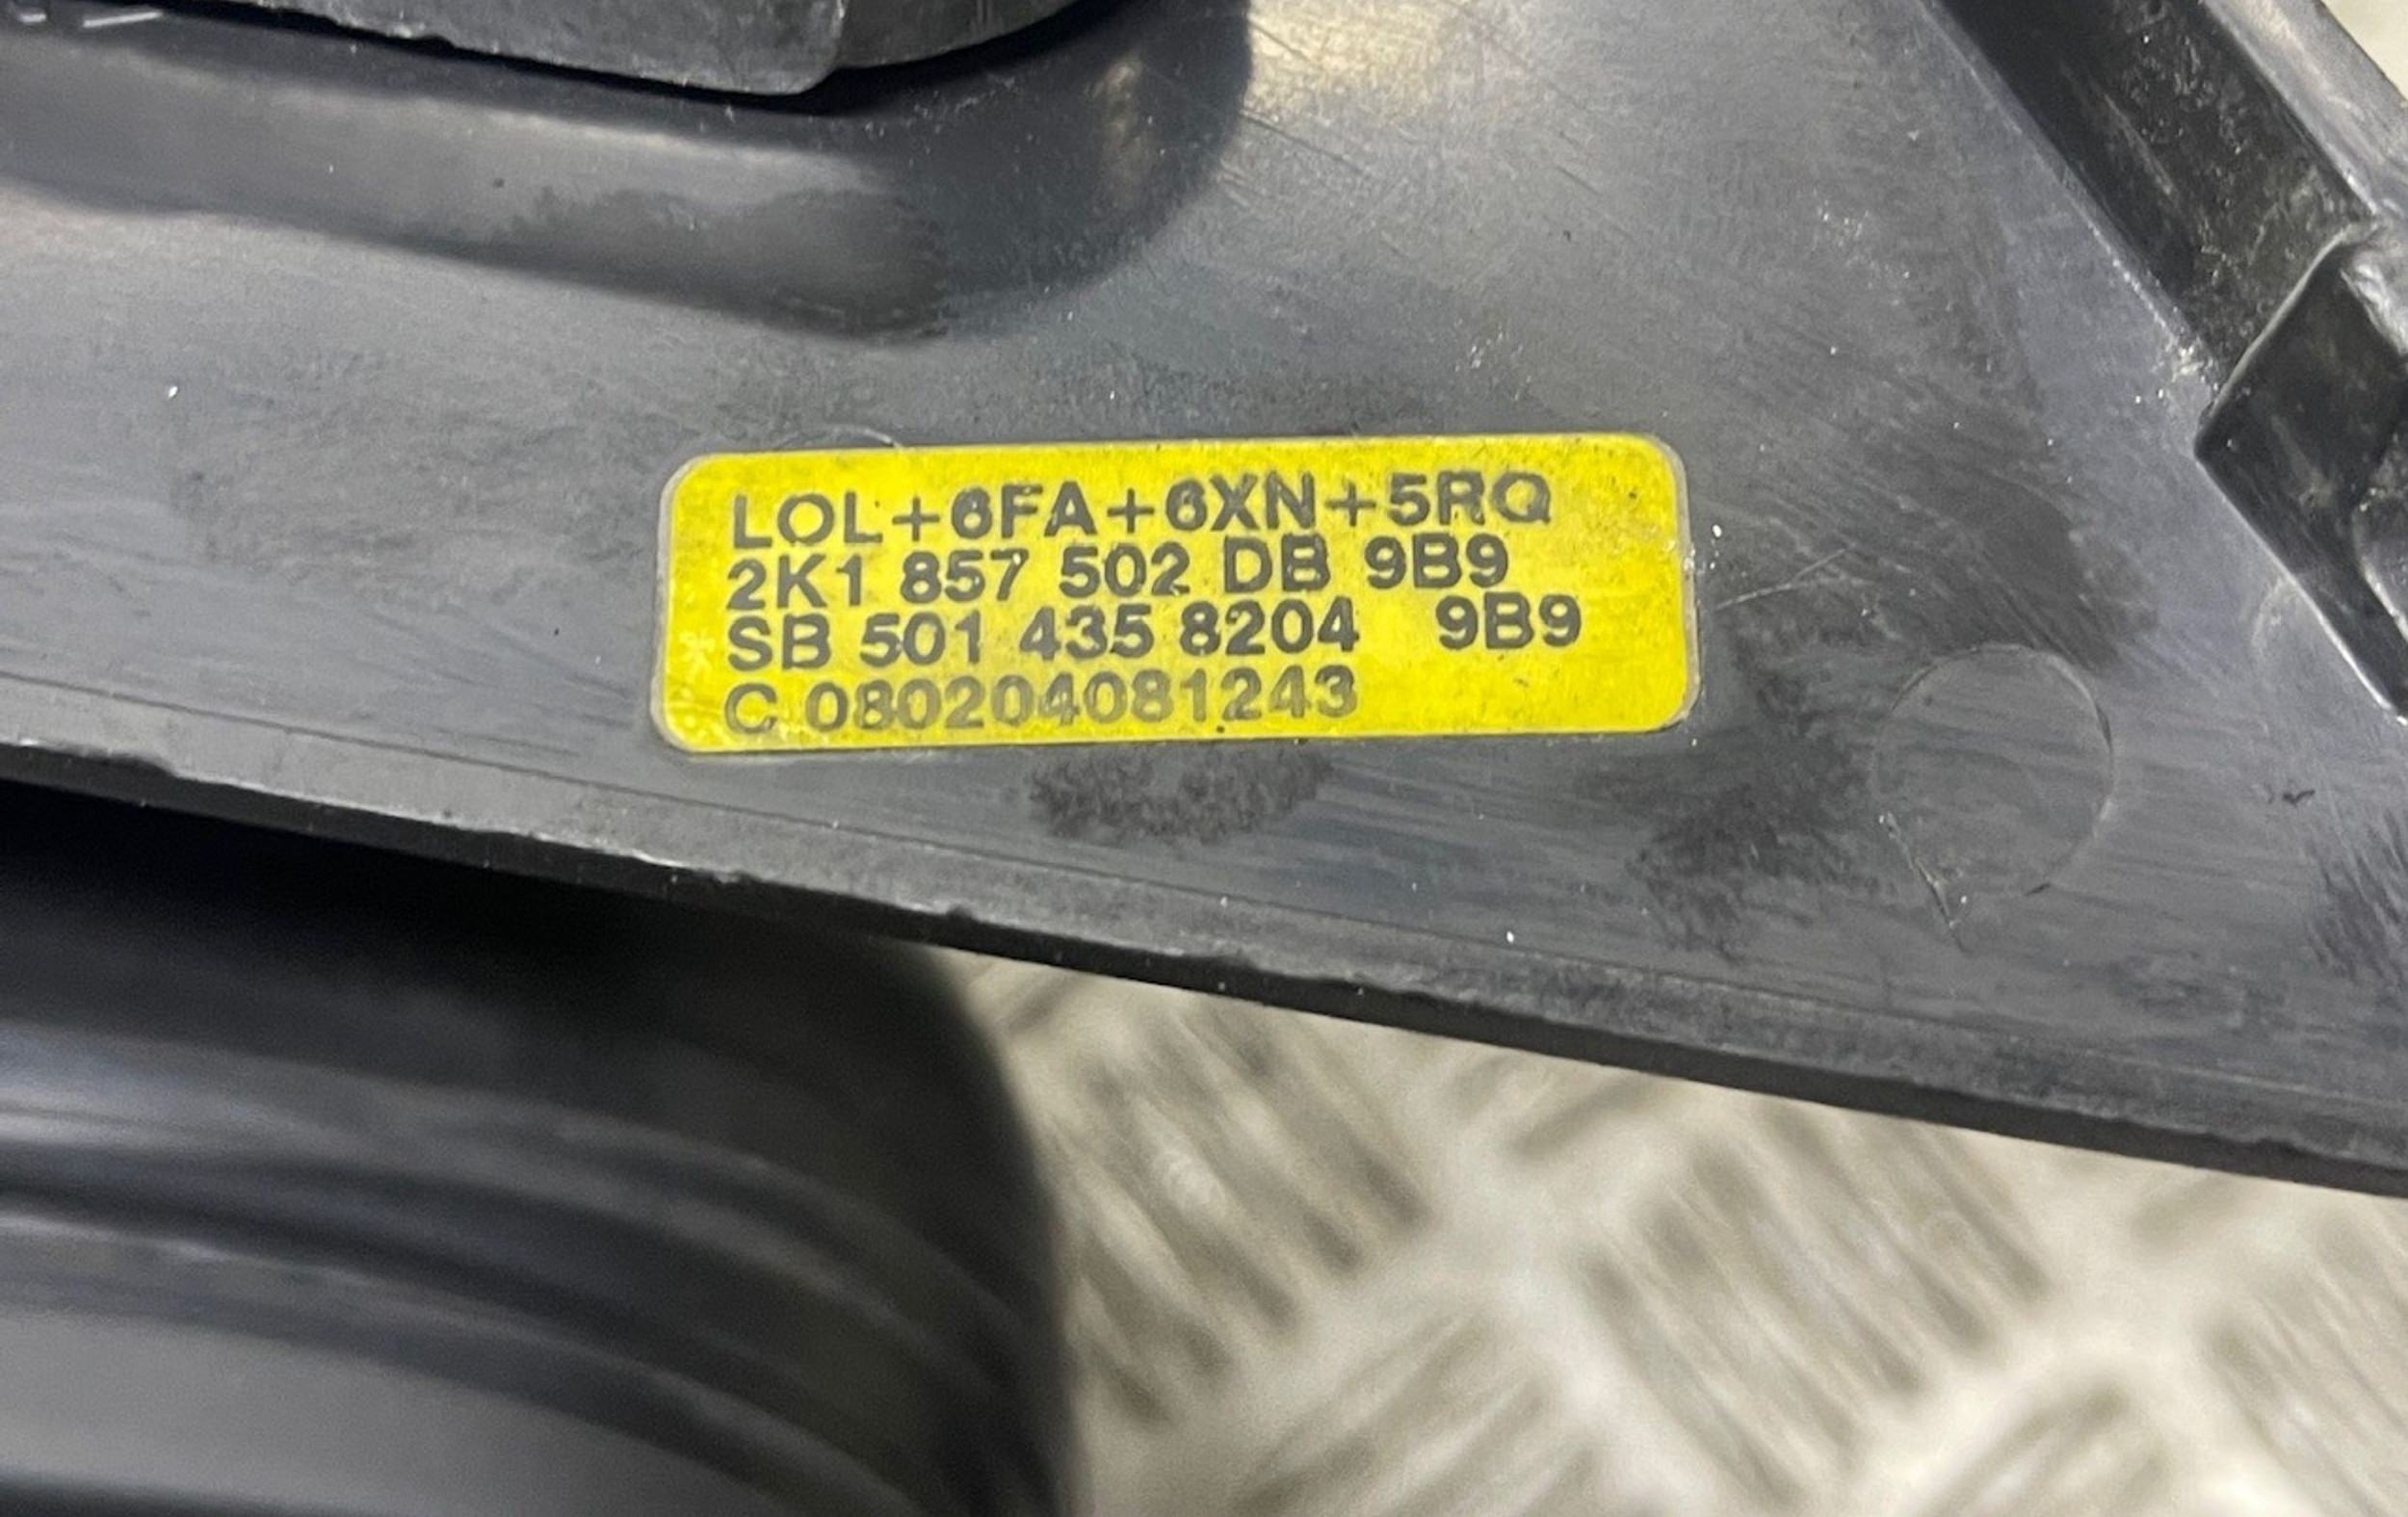 LOL+6FA+6XN+5RQ
2K1 857 502 DB 9B9
SB 501 435 8204 9B9
C 080204081243